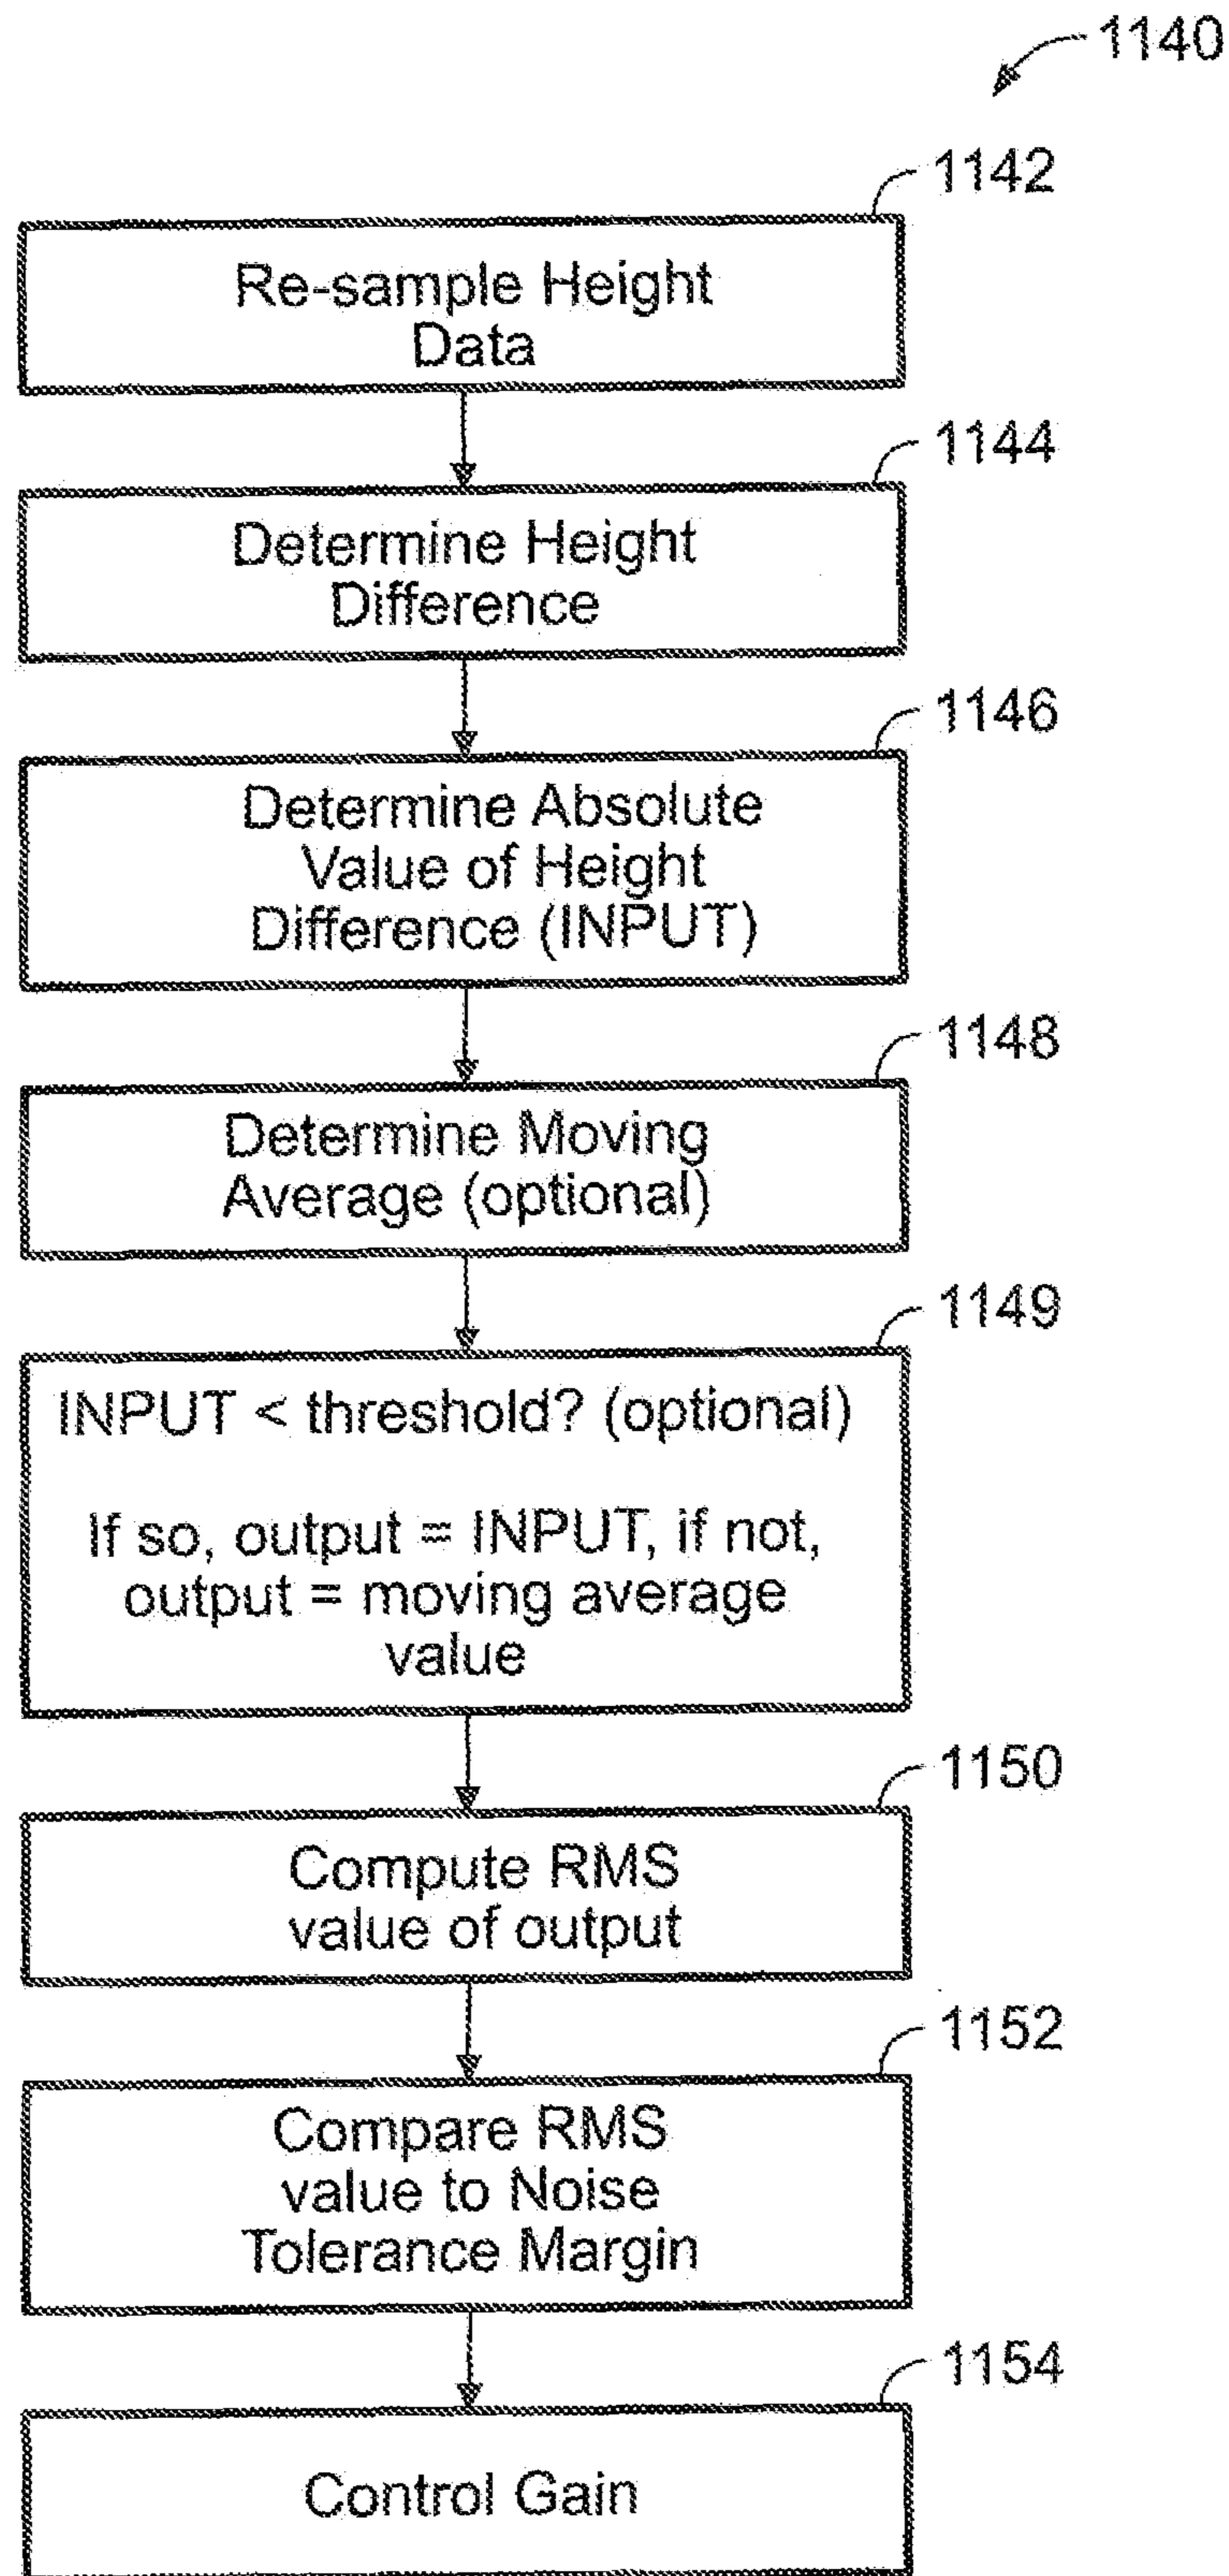 1140
1142
Re-sample Height
Data
1144
Determine Height
Difference
1146
Determine Absolute
Value of Height
Difference (INPUT)
1148
Determine Moving
Average (optional)
1149
INPUT < threshold? (optional)
If so, output = INPUT, if not,
output = moving average
value
1150
Compute RMS
value of output
1152
Compare RMS
value to Noise
Tolerance Margin
1154
Control Gain